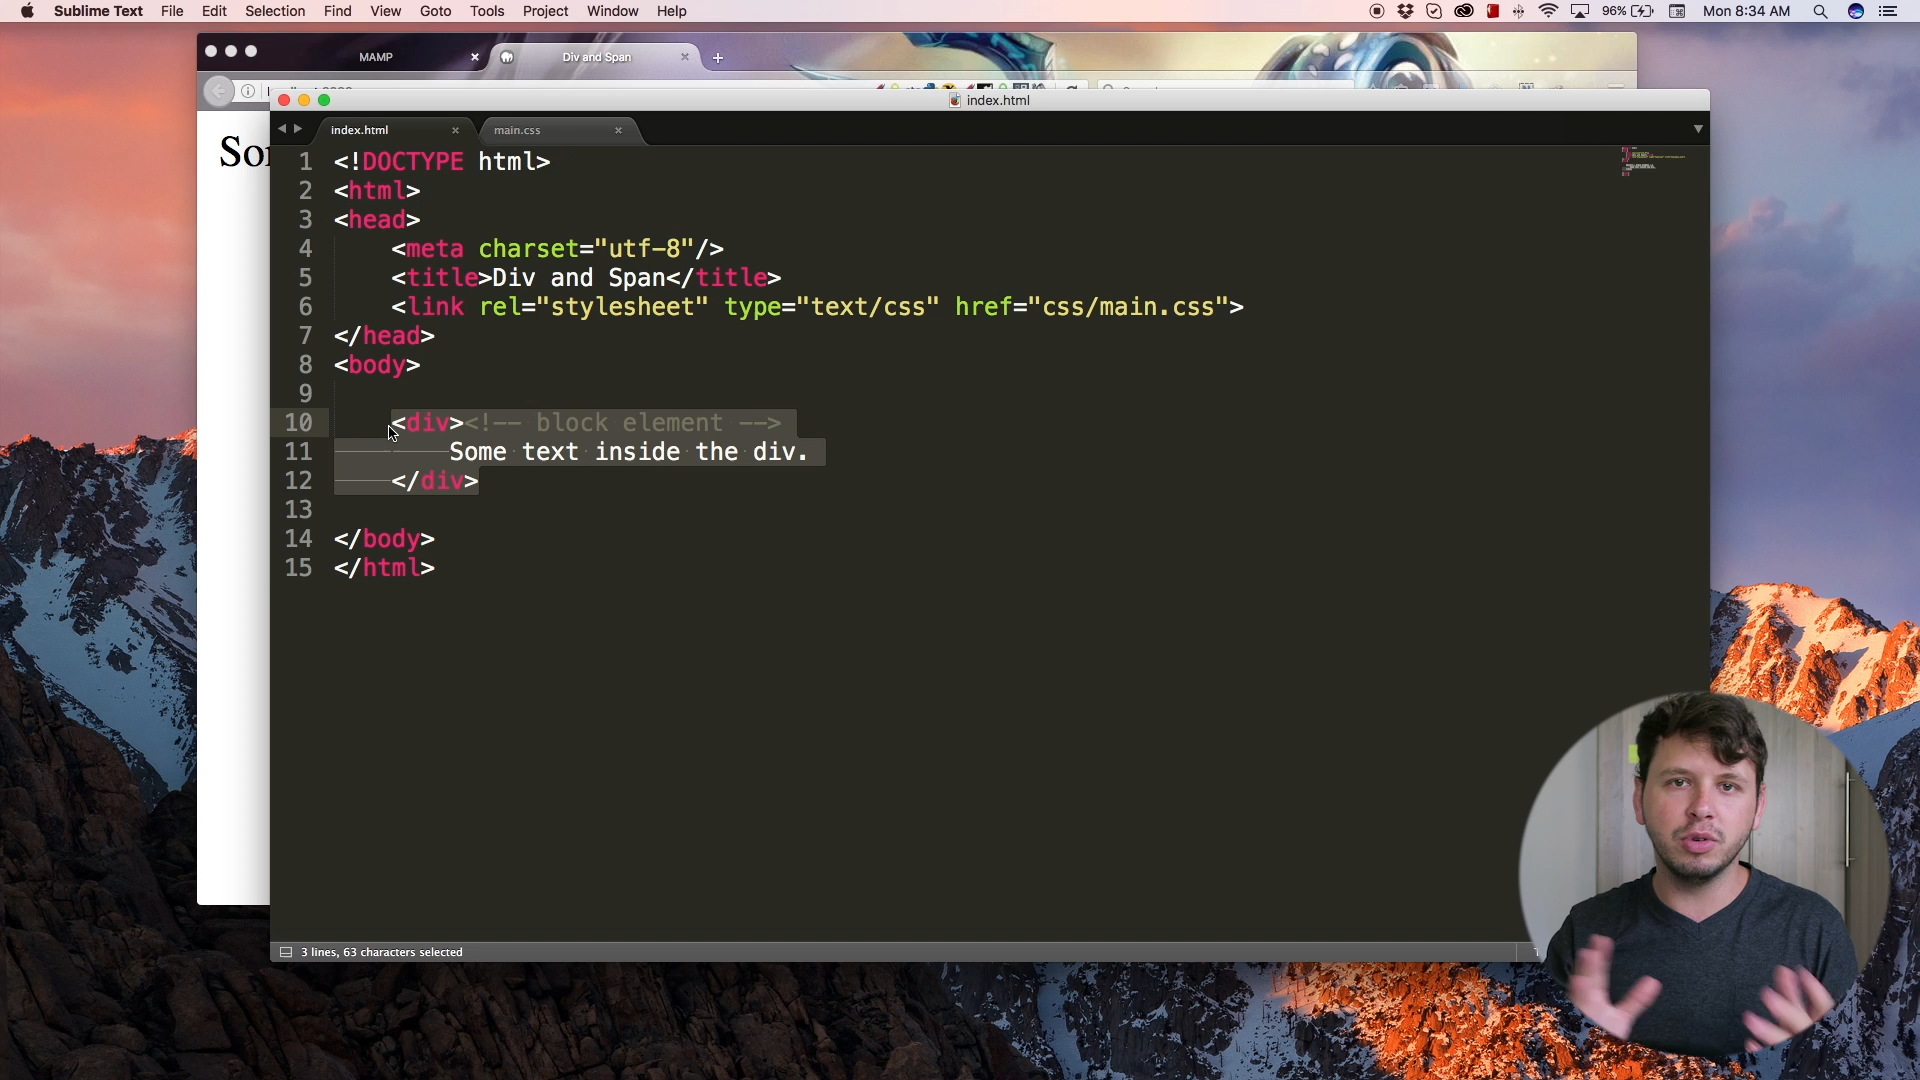 Sublime Text File Edit Selection Find View Goto Tools Project Window Help 96% Mon 8:34 AM
MAMP Div and Span
index.html
index.html main.css
1 <!DOCTYPE html>
2 <html>
3 <head>
4 <meta charset="utf-8"/>
5 <title>Div and Span</title>
6 <link rel="stylesheet" type="text/css" href="css/main.css">
7 </head>
8 <body>
9
10 <div><!-- block element -->
11 Some text inside the div.
12 </div>
13
14 </body>
15 </html>
3 lines, 63 characters selected